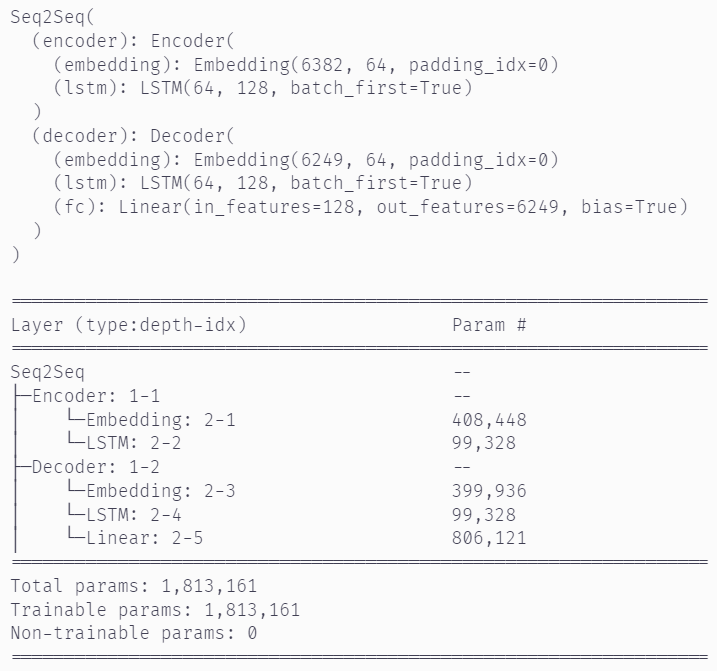 Seq2Seq(
  (encoder): Encoder(
    (embedding): Embedding(6382, 64, padding_idx=0)
    (lstm): LSTM(64, 128, batch_first=True)
  )
  (decoder): Decoder(
    (embedding): Embedding(6249, 64, padding_idx=0)
    (lstm): LSTM(64, 128, batch_first=True)
    (fc): Linear(in_features=128, out_features=6249, bias=True)
  )
)
=================================================================
Layer (type:depth-idx)                   Param #
=================================================================
Seq2Seq                                  --
├─Encoder: 1-1                           --
│    └─Embedding: 2-1                    408,448
│    └─LSTM: 2-2                         99,328
├─Decoder: 1-2                           --
│    └─Embedding: 2-3                    399,936
│    └─LSTM: 2-4                         99,328
│    └─Linear: 2-5                       806,121
=================================================================
Total params: 1,813,161
Trainable params: 1,813,161
Non-trainable params: 0
=================================================================